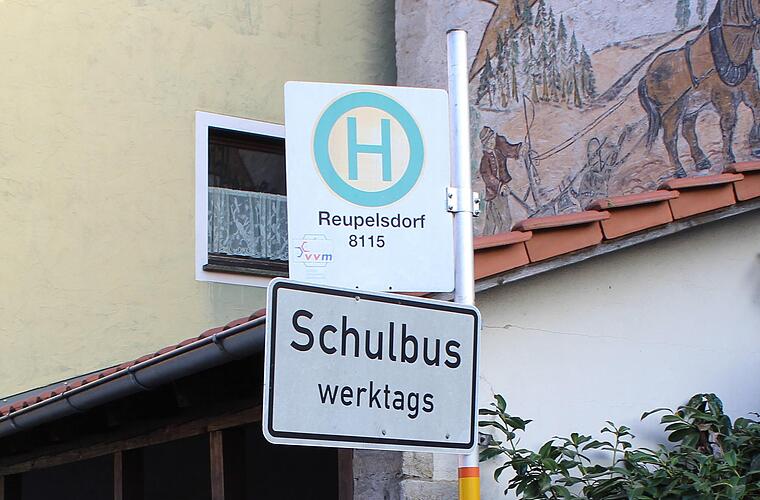 H
Reupelsdorf
8115
vvm
Schulbus
werktags